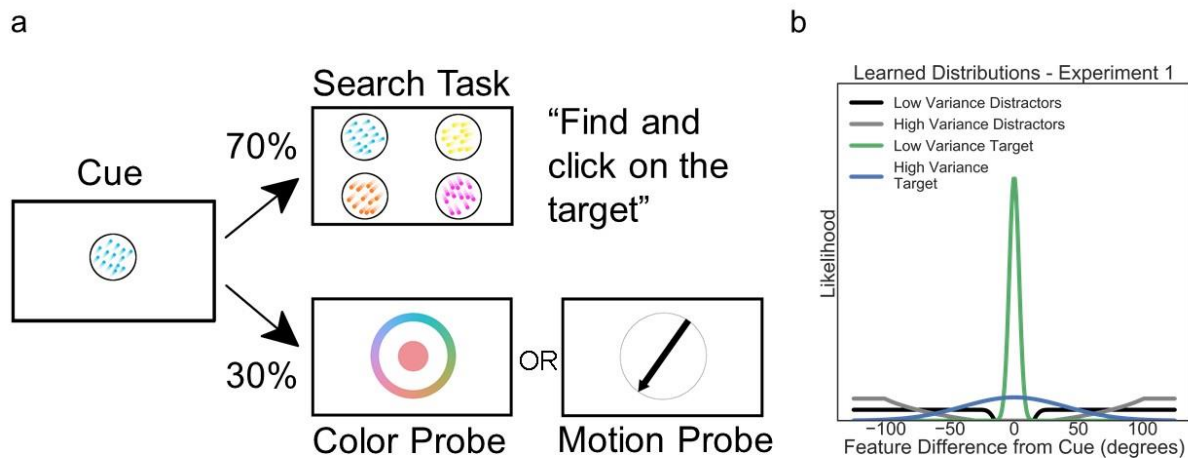 a
Search Task
70%
"Find and
click on the
target"
Cue
30%
OR
Color Probe
Motion Probe
b
Learned Distributions - Experiment 1
Low Variance Distractors
High Variance Distractors
Low Variance Target
High Variance
Target
Likelihood
−100 −50 0 50 100
Feature Difference from Cue (degrees)